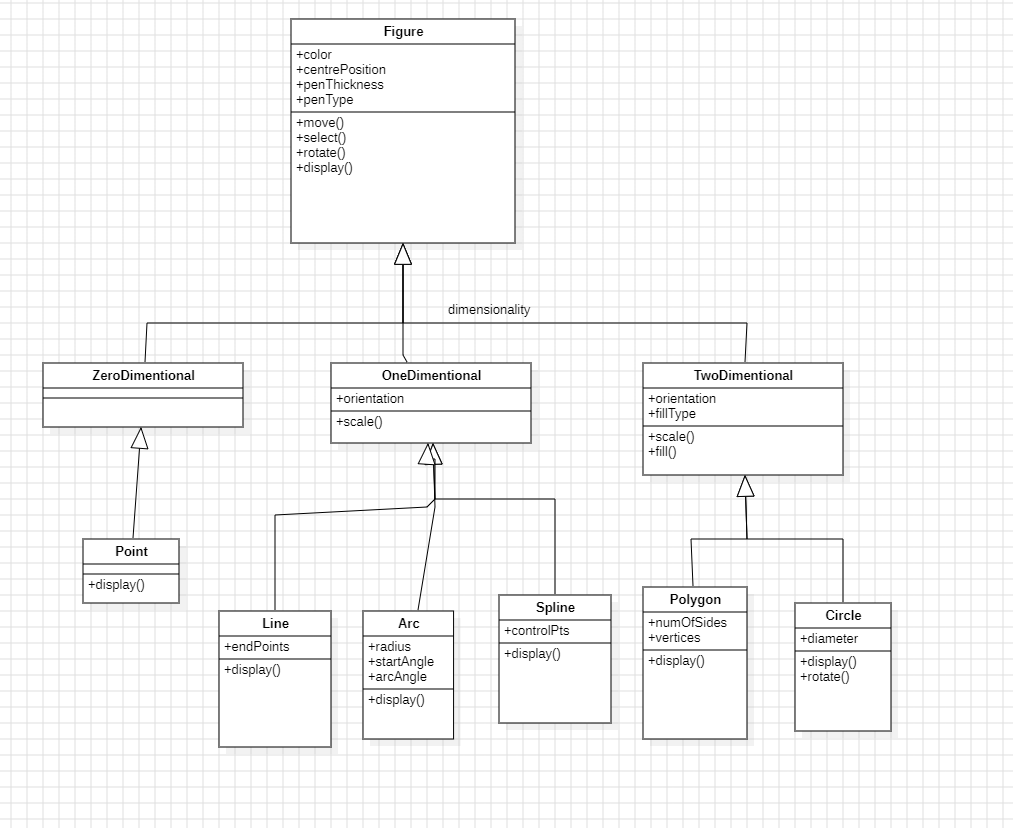 Figure
+color
+centrePosition
+penThickness
+penType
+move()
+select()
+rotate()
+display()
dimensionality
ZeroDimentional
OneDimentional
+orientation
+scale()
TwoDimentional
+orientation
+fillType
+scale()
+fill()
Point
+display()
Line
+endPoints
+display()
Arc
+radius
+startAngle
+arcAngle
+display()
Spline
+controlPts
+display()
Polygon
+numOfSides
+vertices
+display()
Circle
+diameter
+display()
+rotate()